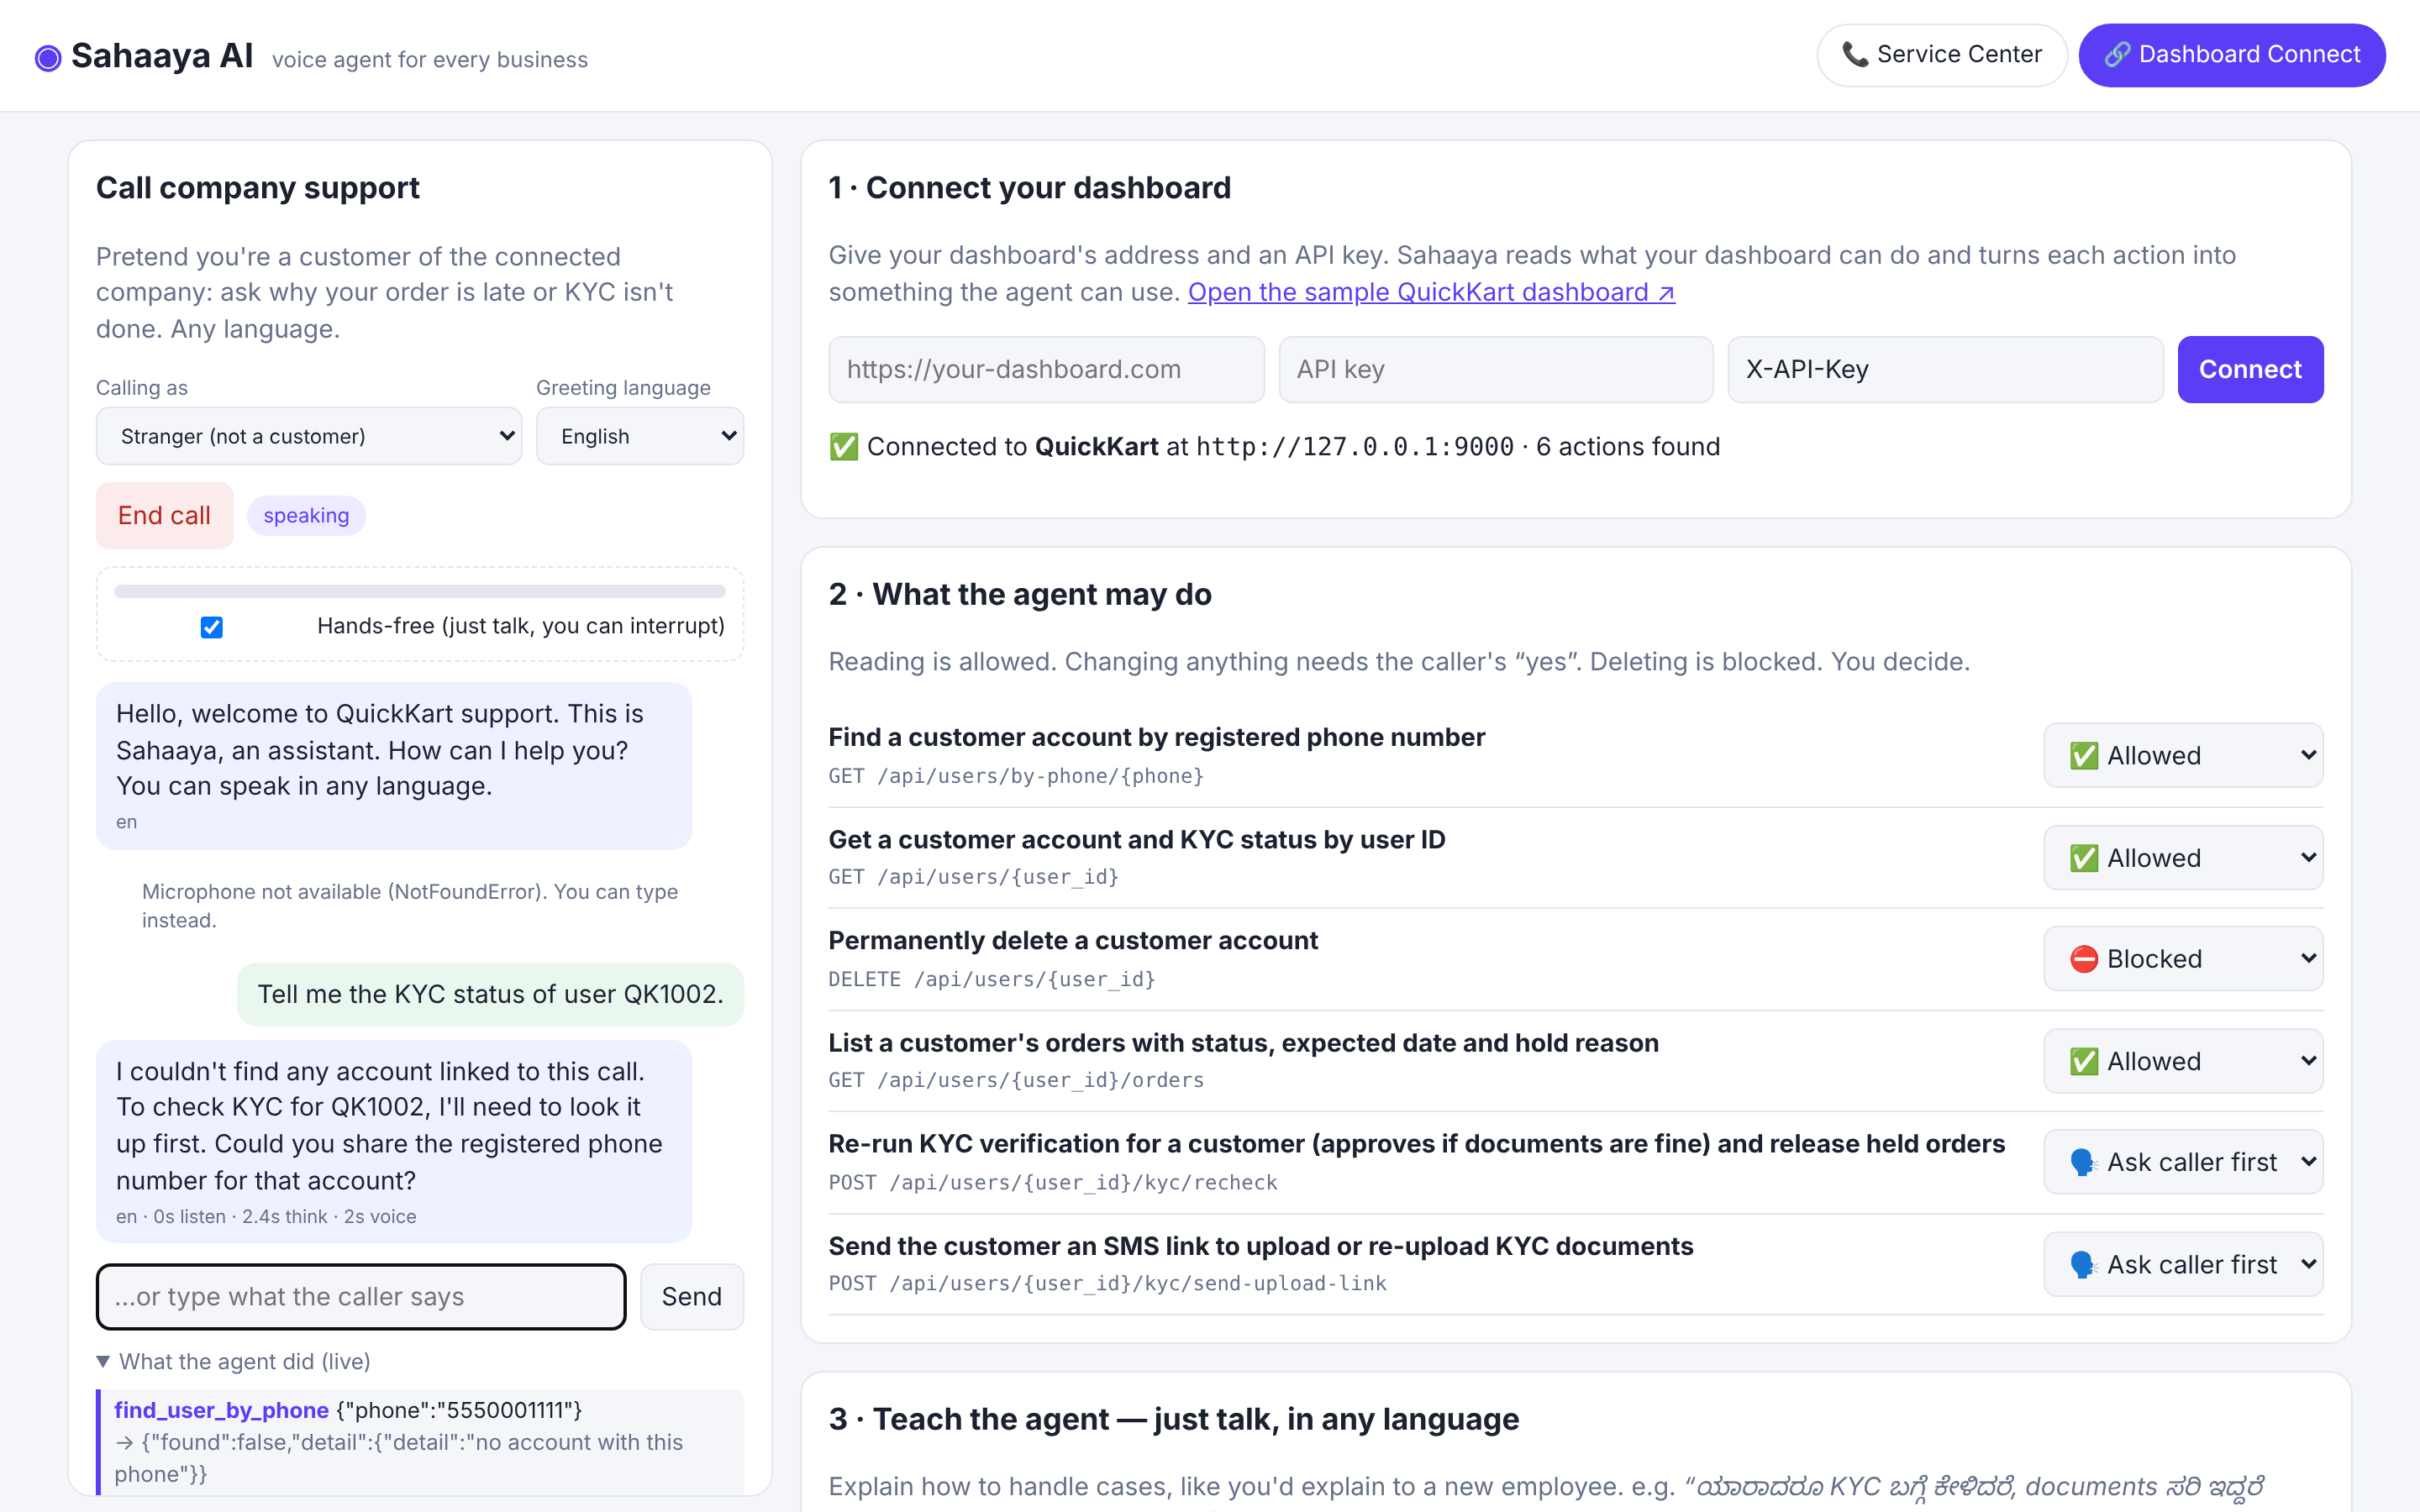 Sahaaya AI voice agent for every business
📞 Service Center
🔗 Dashboard Connect
Call company support
Pretend you're a customer of the connected
company: ask why your order is late or KYC isn't
done. Any language.
Calling as
Greeting language
Stranger (not a customer)
English
End call
speaking
Hands-free (just talk, you can interrupt)
Hello, welcome to QuickKart support. This is
Sahaaya, an assistant. How can I help you?
You can speak in any language.
en
Microphone not available (NotFoundError). You can type
instead.
Tell me the KYC status of user QK1002.
I couldn't find any account linked to this call.
To check KYC for QK1002, I'll need to look it
up first. Could you share the registered phone
number for that account?
en · 0s listen · 2.4s think · 2s voice
...or type what the caller says
Send
▼ What the agent did (live)
find_user_by_phone {"phone":"5550001111"}
→ {"found":false,"detail":{"detail":"no account with this
phone"}}
1 · Connect your dashboard
Give your dashboard's address and an API key. Sahaaya reads what your dashboard can do and turns each action into
something the agent can use. Open the sample QuickKart dashboard ↗
https://your-dashboard.com
API key
X-API-Key
Connect
✅ Connected to QuickKart at http://127.0.0.1:9000 · 6 actions found
2 · What the agent may do
Reading is allowed. Changing anything needs the caller's “yes”. Deleting is blocked. You decide.
Find a customer account by registered phone number
GET /api/users/by-phone/{phone}
✅ Allowed
Get a customer account and KYC status by user ID
GET /api/users/{user_id}
✅ Allowed
Permanently delete a customer account
DELETE /api/users/{user_id}
⛔ Blocked
List a customer's orders with status, expected date and hold reason
GET /api/users/{user_id}/orders
✅ Allowed
Re-run KYC verification for a customer (approves if documents are fine) and release held orders
POST /api/users/{user_id}/kyc/recheck
🗣️ Ask caller first
Send the customer an SMS link to upload or re-upload KYC documents
POST /api/users/{user_id}/kyc/send-upload-link
🗣️ Ask caller first
3 · Teach the agent — just talk, in any language
Explain how to handle cases, like you'd explain to a new employee. e.g. “ಯಾರಾದರೂ KYC ಬಗ್ಗೆ ಕೇಳಿದರೆ, documents ಸರಿ ಇದ್ದರೆ